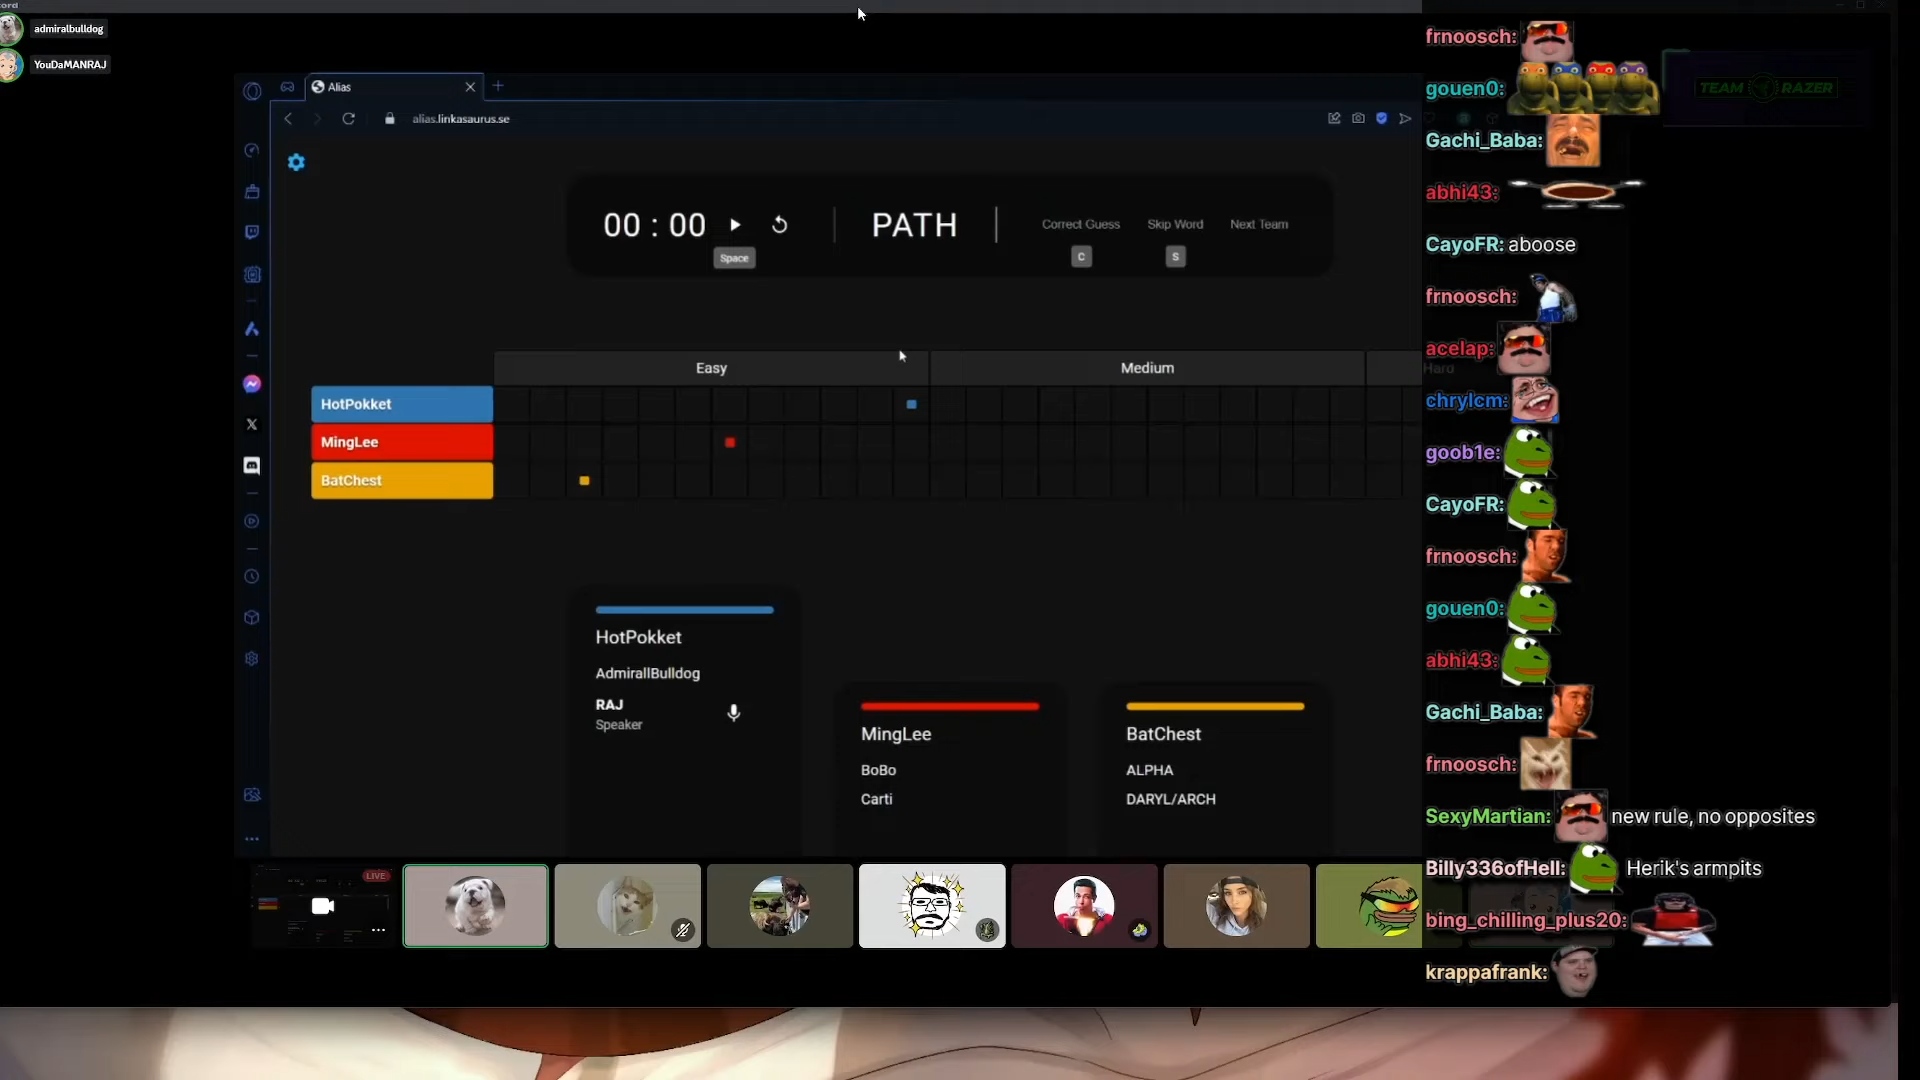 ord
admiralbulldog
YouDaMANRAJ
Alias
alias.linkasaurus.se
00 : 00
Space
PATH
Correct Guess
C
Skip Word
S
Next Team
Easy
Medium
Hard
HotPokket
MingLee
BatChest
HotPokket
AdmirallBulldog
RAJ
Speaker
MingLee
BoBo
Carti
BatChest
ALPHA
DARYL/ARCH
LIVE
TEAM RAZER
frnoosch:
gouen0:
Gachi_Baba:
abhi43:
CayoFR: aboose
frnoosch:
acelap:
chrylcm:
goob1e:
CayoFR:
frnoosch:
gouen0:
abhi43:
Gachi_Baba:
frnoosch:
SexyMartian: new rule, no opposites
Billy336ofHell: Herik's armpits
bing_chilling_plus20:
krappafrank: